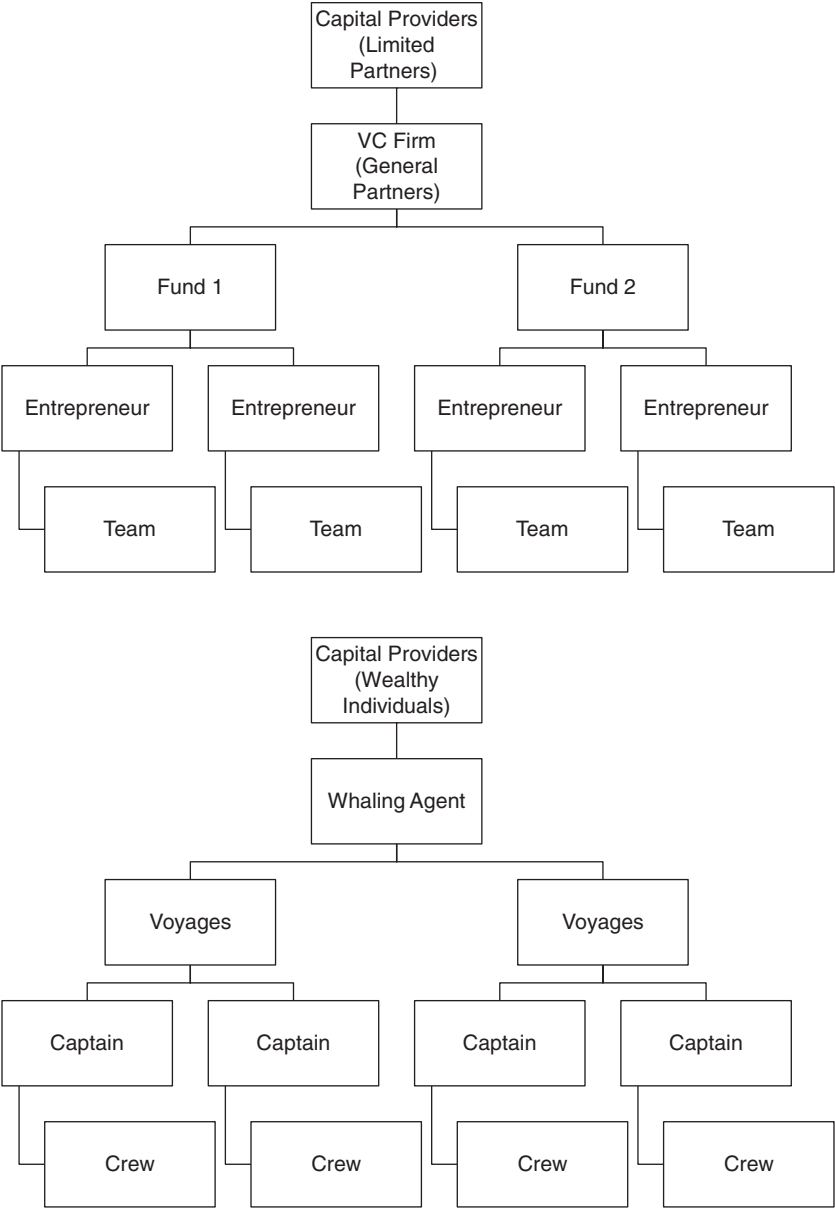 Capital Providers
(Limited
Partners)
VC Firm
(General
Partners)
Fund 1
Fund 2
Entrepreneur
Entrepreneur
Entrepreneur
Entrepreneur
Team
Team
Team
Team
Capital Providers
(Wealthy
Individuals)
Whaling Agent
Voyages
Voyages
Captain
Captain
Captain
Captain
Crew
Crew
Crew
Crew